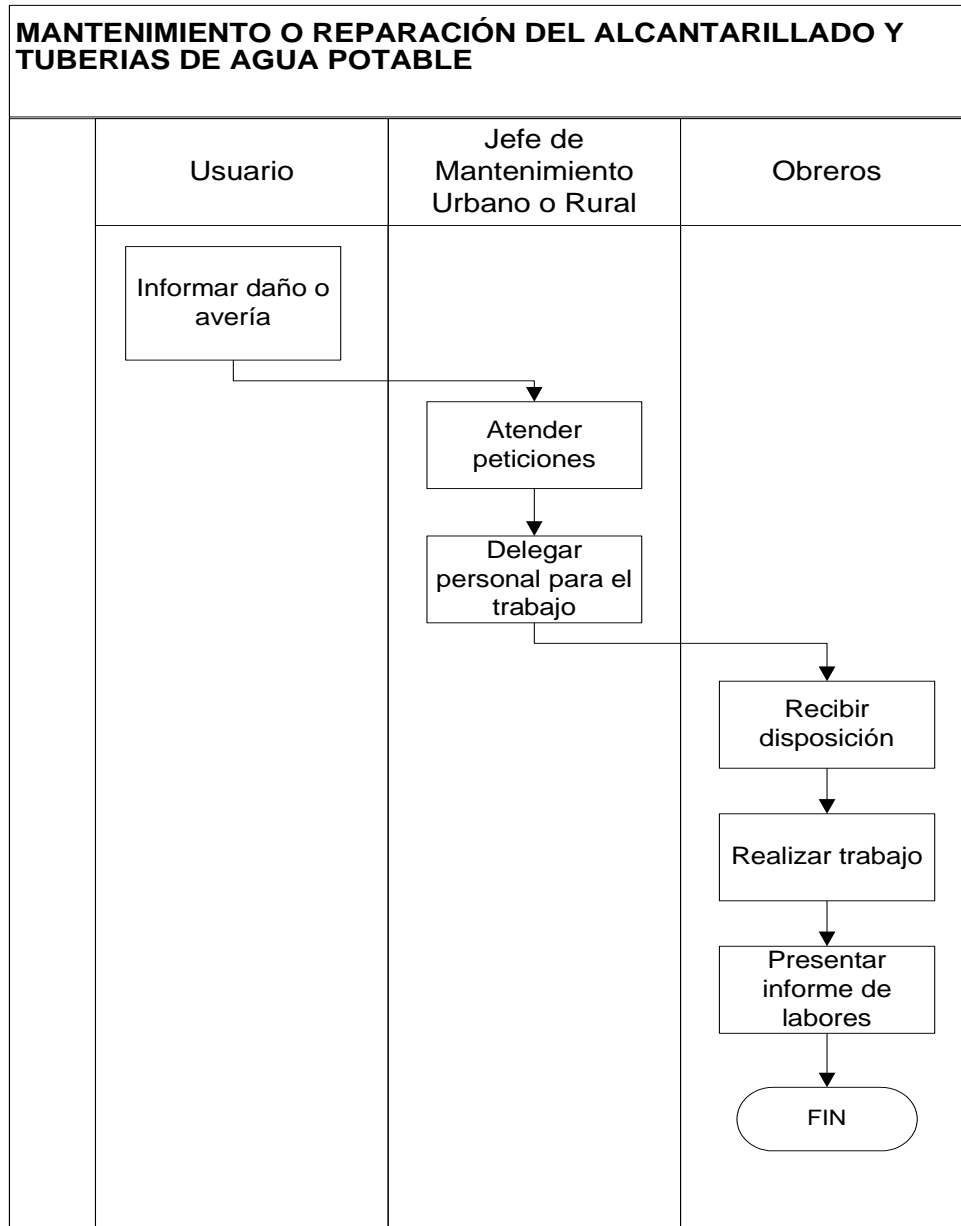 MANTENIMIENTO O REPARACIÓN DEL ALCANTARILLADO Y
TUBERIAS DE AGUA POTABLE
Usuario
Jefe de
Mantenimiento
Urbano o Rural
Obreros
Informar daño o
avería
Atender
peticiones
Delegar
personal para el
trabajo
Recibir
disposición
Realizar trabajo
Presentar
informe de
labores
FIN